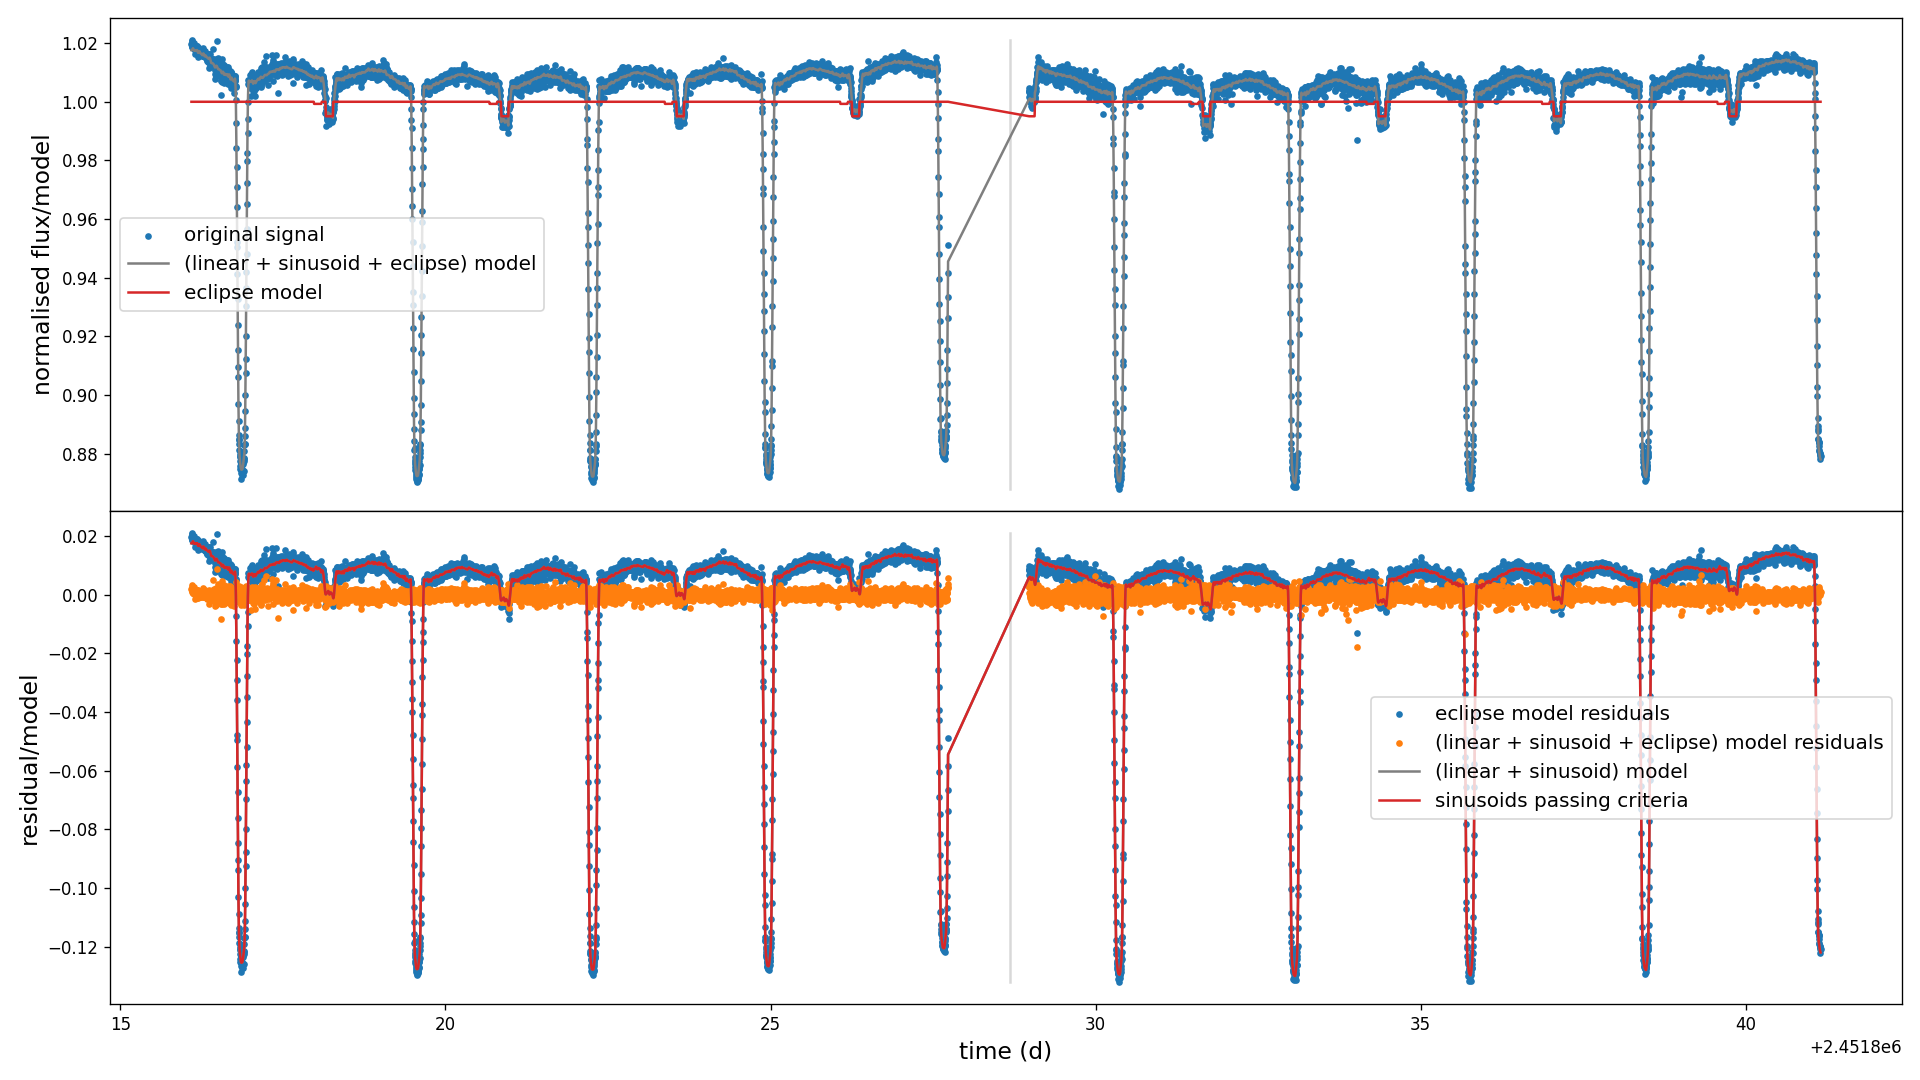 1.02
1.00
0.98
0.96
0.94
0.92
0.90
0.88
normalised flux/model
original signal
(linear + sinusoid + eclipse) model
eclipse model
0.02
0.00
−0.02
−0.04
−0.06
−0.08
−0.10
−0.12
residual/model
eclipse model residuals
(linear + sinusoid + eclipse) model residuals
(linear + sinusoid) model
sinusoids passing criteria
15 20 25 30 35 40
time (d)
+2.4518e6